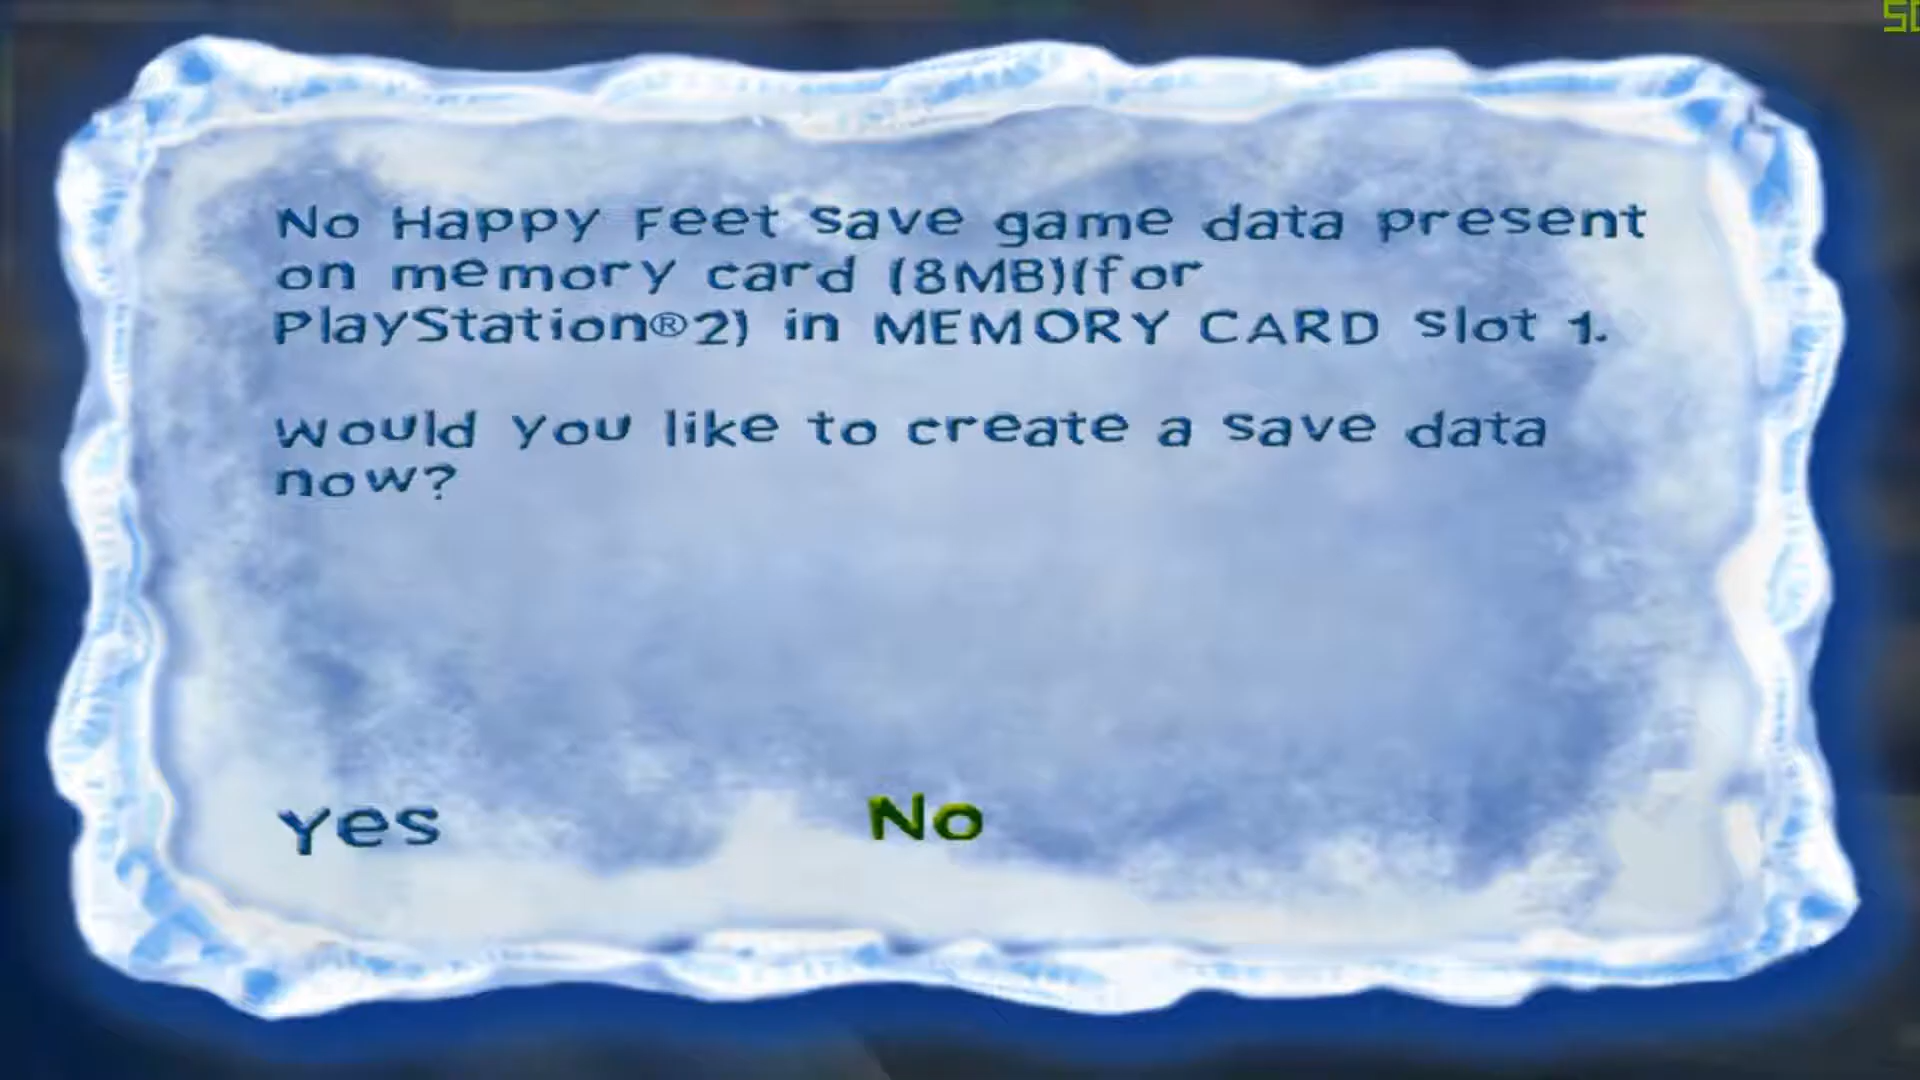 No Happy Feet save game data present
on memory card (8MB)(for
PlayStation®2) in MEMORY CARD slot 1.
Would you like to create a save data
now?
Yes No